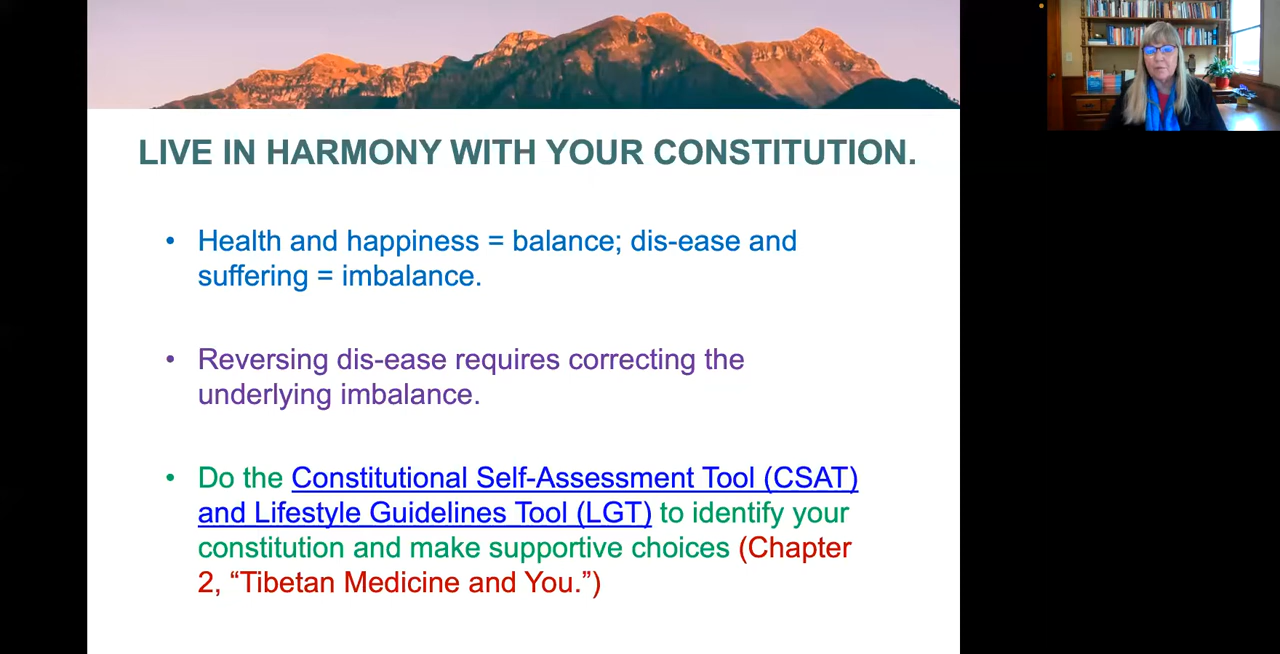 LIVE IN HARMONY WITH YOUR CONSTITUTION.
• Health and happiness = balance; dis-ease and
suffering = imbalance.
• Reversing dis-ease requires correcting the
underlying imbalance.
• Do the Constitutional Self-Assessment Tool (CSAT)
and Lifestyle Guidelines Tool (LGT) to identify your
constitution and make supportive choices (Chapter
2, “Tibetan Medicine and You.”)